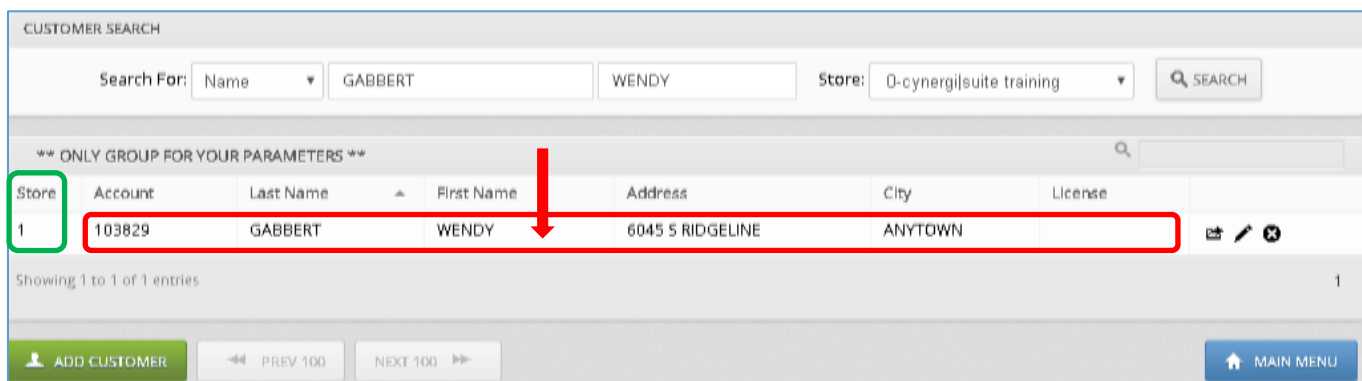 CUSTOMER SEARCH
Search For: Name GABBERT WENDY Store: 0-cynergi|suite training SEARCH
** ONLY GROUP FOR YOUR PARAMETERS **
Store Account Last Name First Name Address City License
1 103829 GABBERT WENDY 6045 S RIDGELINE ANYTOWN
Showing 1 to 1 of 1 entries 1
ADD CUSTOMER PREV 100 NEXT 100 MAIN MENU